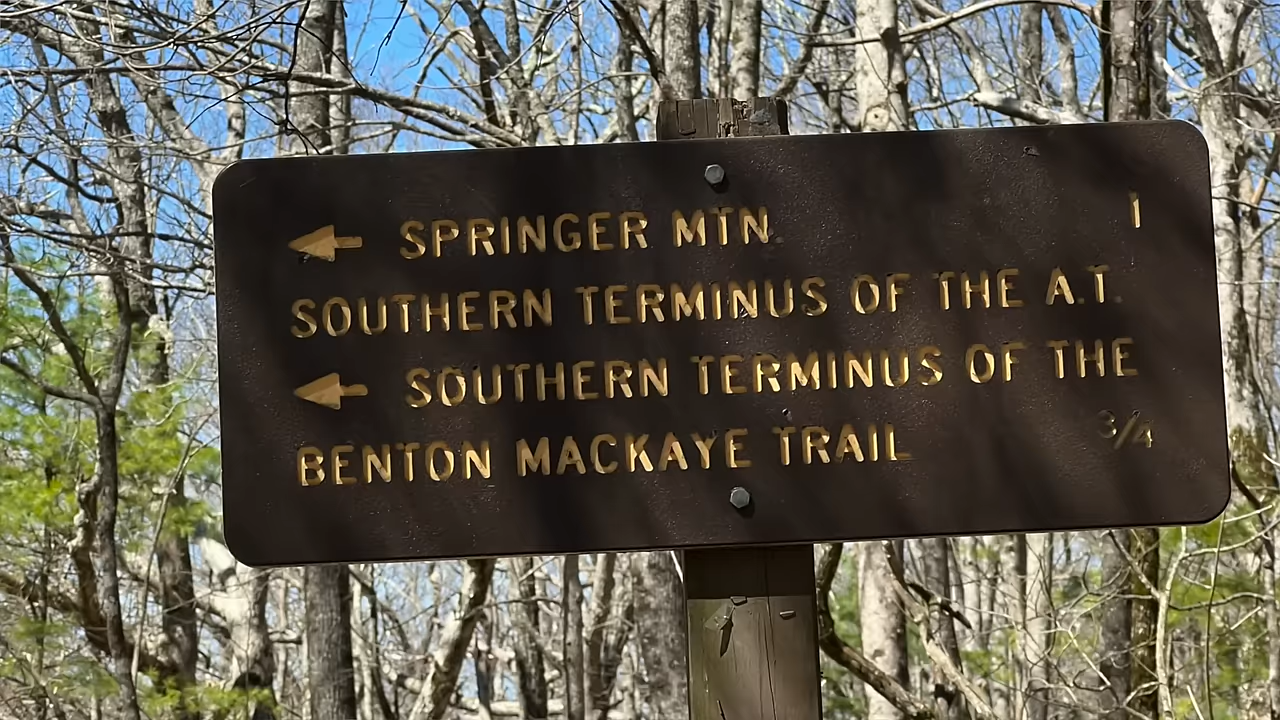 SPRINGER MTN. 1
SOUTHERN TERMINUS OF THE A.T.
SOUTHERN TERMINUS OF THE
BENTON MACKAYE TRAIL 3/4